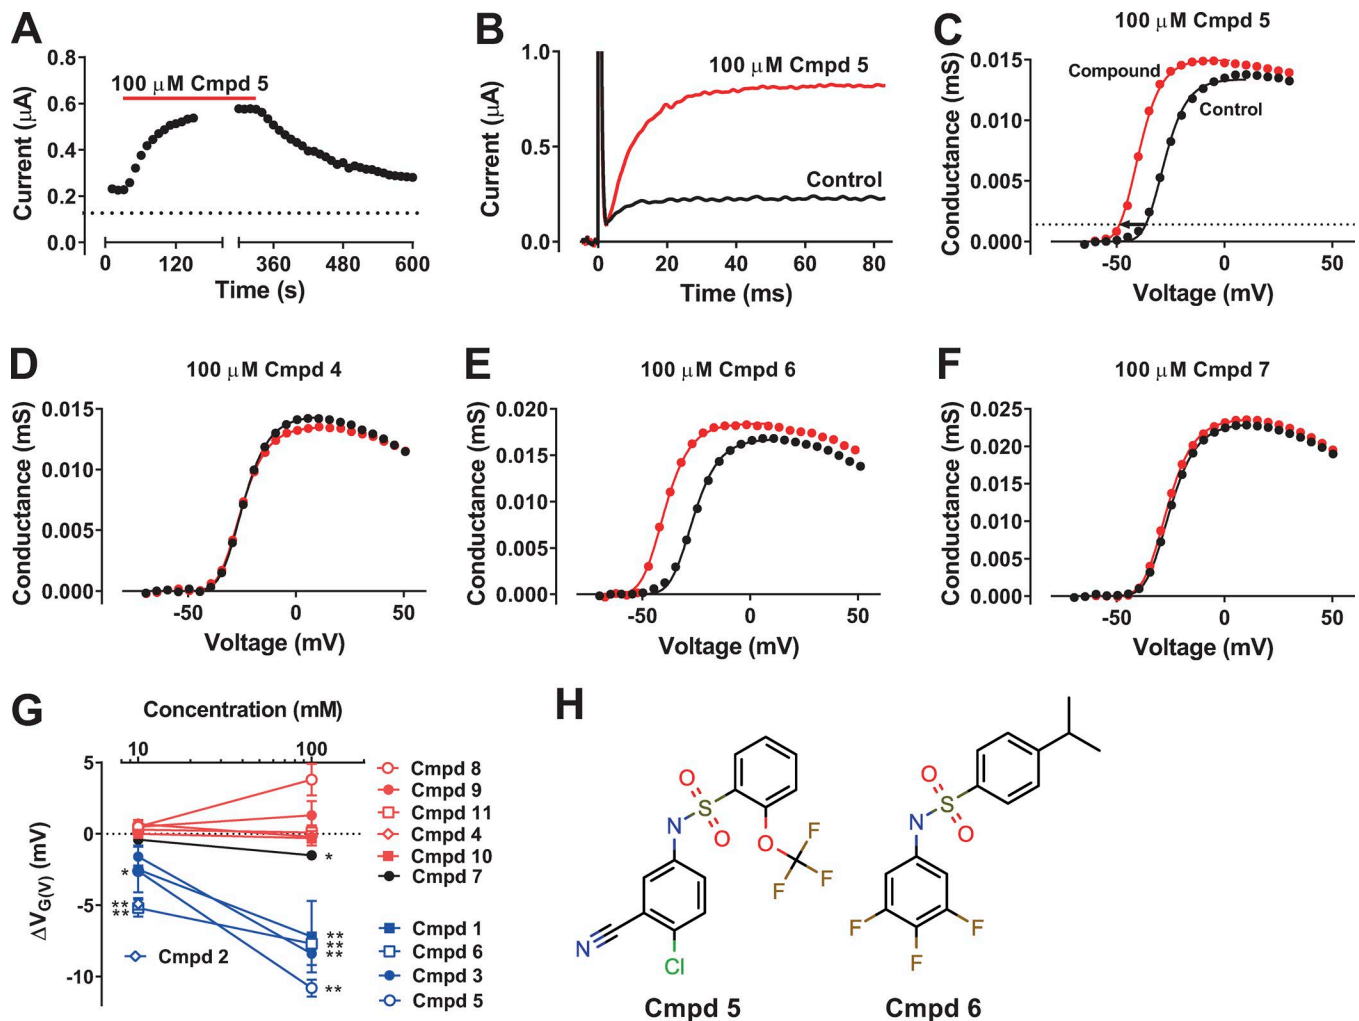 A
0.8
0.6
0.4
0.2
0.0
Current (μA)
100 μM Cmpd 5
0
120
360
480
600
Time (s)
B
1.0
0.5
0.0
Current (μA)
100 μM Cmpd 5
Control
0
20
40
60
80
Time (ms)
C
100 μM Cmpd 5
0.015
0.010
0.005
0.000
Conductance (mS)
Compound
Control
-50
0
50
Voltage (mV)
D
100 μM Cmpd 4
0.015
0.010
0.005
0.000
Conductance (mS)
-50
0
50
Voltage (mV)
E
100 μM Cmpd 6
0.020
0.015
0.010
0.005
0.000
Conductance (mS)
-50
0
50
Voltage (mV)
F
100 μM Cmpd 7
0.025
0.020
0.015
0.010
0.005
0.000
Conductance (mS)
-50
0
50
Voltage (mV)
G
Concentration (mM)
10
100
5
0
-5
-10
ΔVG(V) (mV)
*
**
**
*
**
**
**
**
Cmpd 2
Cmpd 8
Cmpd 9
Cmpd 11
Cmpd 4
Cmpd 10
Cmpd 7
Cmpd 1
Cmpd 6
Cmpd 3
Cmpd 5
H
O
S
N
O
O
F
F
F
N
Cl
Cmpd 5
O
S
N
O
F
F
F
Cmpd 6